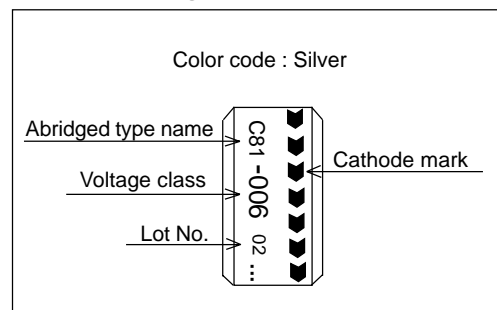 Color code : Silver
Abridged type name
Voltage class
Lot No.
C81 -006 02 ...
Cathode mark